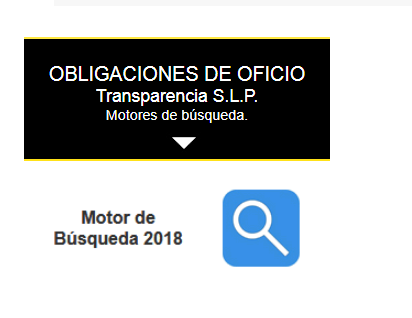 OBLIGACIONES DE OFICIO
Transparencia S.L.P.
Motores de búsqueda.
Motor de
Búsqueda 2018